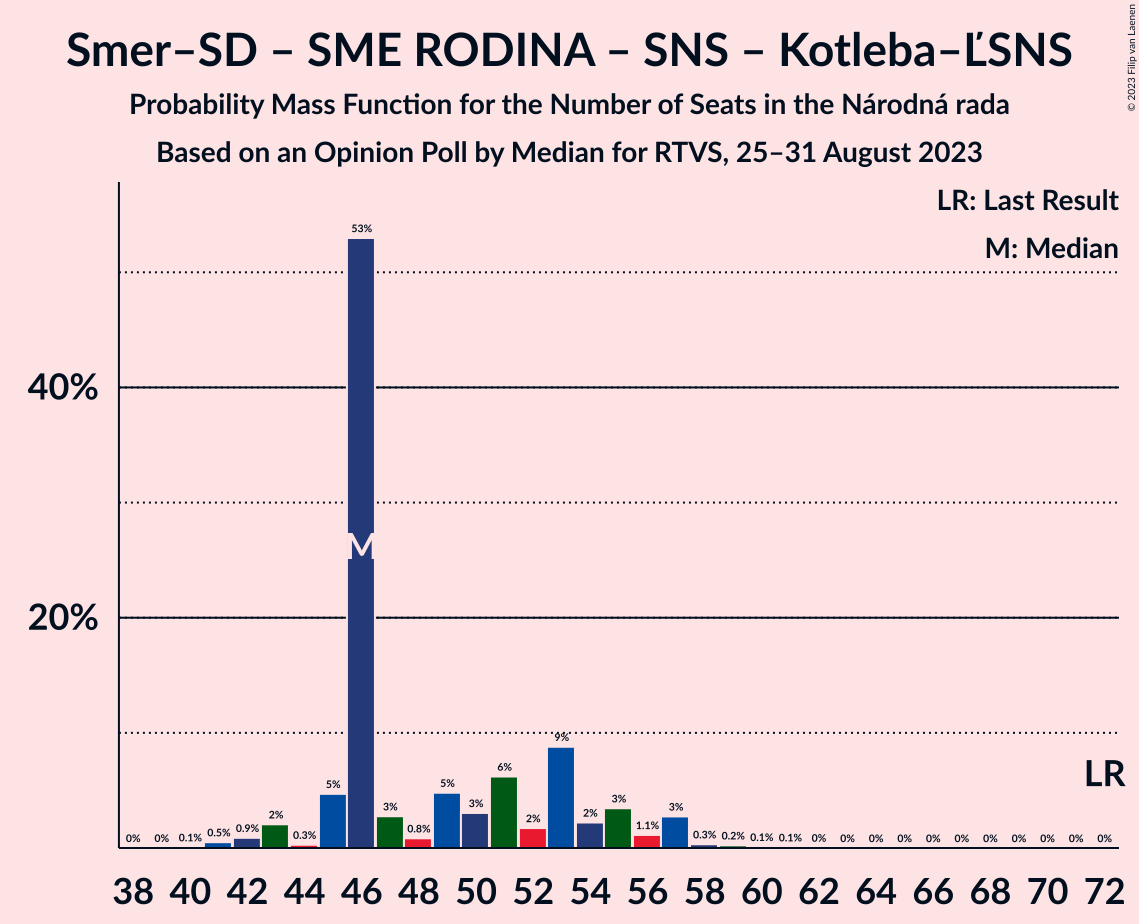 Smer–SD – SME RODINA – SNS – Kotleba–ĽSNS
Probability Mass Function for the Number of Seats in the Národná rada
Based on an Opinion Poll by Median for RTVS, 25–31 August 2023
© 2023 Filip van Laenen
LR: Last Result
M: Median
40%
20%
0% 0% 0.1% 0.5% 0.9% 2% 0.3% 5% 53% 3% 0.8% 5% 3% 6% 2% 9% 2% 3% 1.1% 3% 0.3% 0.2% 0.1% 0.1% 0% 0% 0% 0% 0% 0% 0% 0% 0% 0% 0%
M
LR
38 40 42 44 46 48 50 52 54 56 58 60 62 64 66 68 70 72